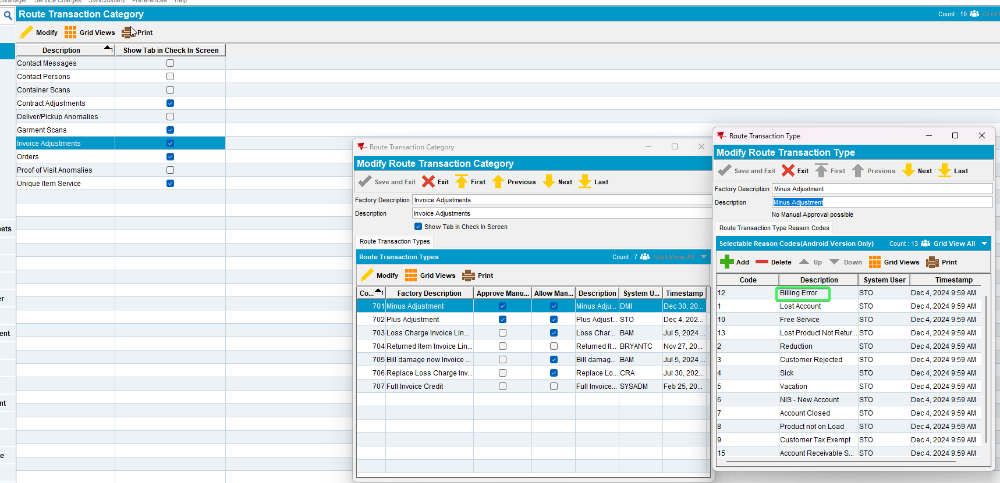 Service Charges Switchboard Preferences Help
Route Transaction Category
Count : 10
Modify Grid Views Print
Description 1 Show Tab in Check In Screen
Contact Messages
Contact Persons
Container Scans
Contract Adjustments
Deliver/Pickup Anomalies
Garment Scans
Invoice Adjustments
Orders
Proof of Visit Anomalies
Unique Item Service
eets
er
ent
nt
e
Route Transaction Category
Modify Route Transaction Category
Save and Exit Exit First Previous Next Last
Factory Description Invoice Adjustments
Description Invoice Adjustments
Show Tab in Check In Screen
Route Transaction Types
Route Transaction Types Count : 7 Grid View All
Modify Grid Views Print
Co... 1 Factory Description Approve Manu... Allow Man... Description System U... Timestamp
701 Minus Adjustment Minus Adju... DMI Dec 30, 20...
702 Plus Adjustment Plus Adjust... STO Dec 4, 202...
703 Loss Charge Invoice Lin... Loss Char... BAM Jul 5, 2024 ...
704 Returned Item Invoice Lin... Returned It... BRYANTC Nov 27, 20...
705 Bill damage now Invoice ... Bill damag... BAM Jul 5, 2024 ...
706 Replace Loss Charge Inv... Replace Lo... CRA Jul 30, 202...
707 Full Invoice Credit Full Invoice... SYSADM Feb 25, 20...
Route Transaction Type
Modify Route Transaction Type
Save and Exit Exit First Previous Next Last
Factory Description Minus Adjustment
Description Minus Adjustment
No Manual Approval possible
Route Transaction Type Reason Codes
Selectable Reason Codes(Android Version Only) Count : 13 Grid View All
Add Delete Up Down Grid Views Print
Code Description System User Timestamp
12 Billing Error STO Dec 4, 2024 9:59 AM
1 Lost Account STO Dec 4, 2024 9:59 AM
10 Free Service STO Dec 4, 2024 9:59 AM
13 Lost Product Not Retur... STO Dec 4, 2024 9:59 AM
2 Reduction STO Dec 4, 2024 9:59 AM
3 Customer Rejected STO Dec 4, 2024 9:59 AM
4 Sick STO Dec 4, 2024 9:59 AM
5 Vacation STO Dec 4, 2024 9:59 AM
6 NIS - New Account STO Dec 4, 2024 9:59 AM
7 Account Closed STO Dec 4, 2024 9:59 AM
8 Product not on Load STO Dec 4, 2024 9:59 AM
9 Customer Tax Exempt STO Dec 4, 2024 9:59 AM
15 Account Receivable S... STO Dec 4, 2024 9:59 AM